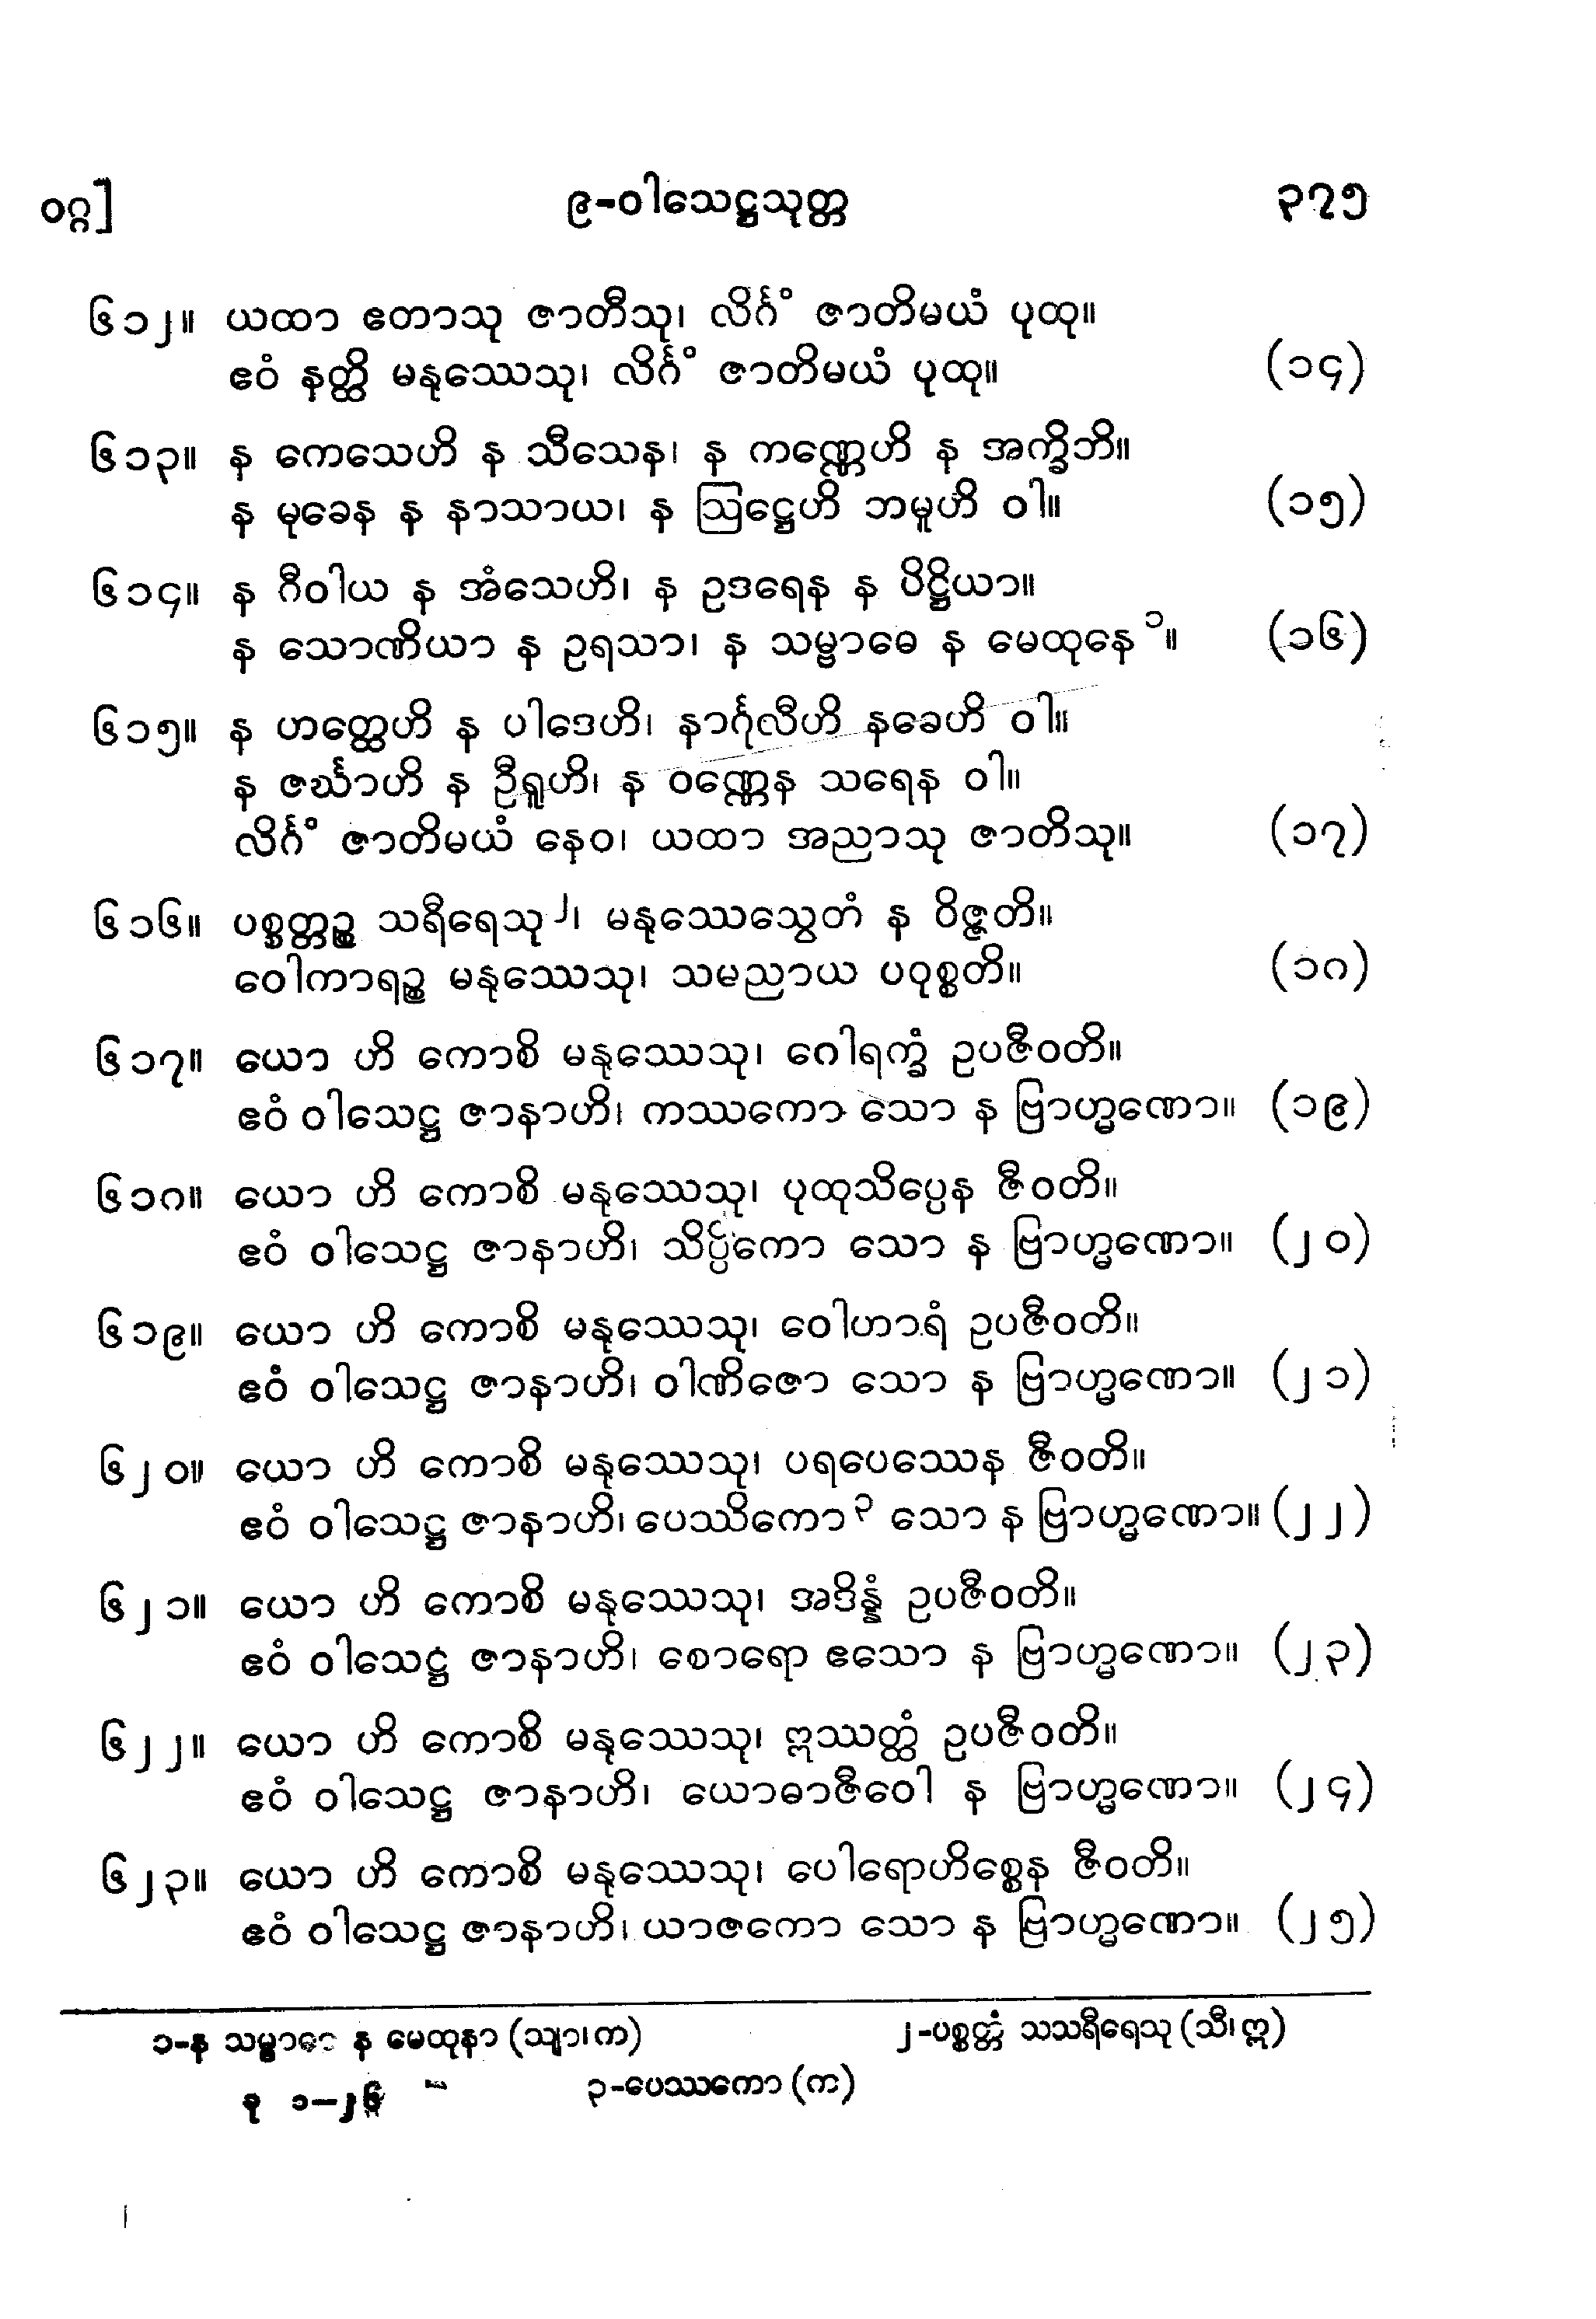 ဝဂ္ဂ] ၉-ဝါသေဋ္ဌသုတ္တ ၃၇၅
၆၁၂။ ယထာ ဧတာသု ဇာတီသု၊ လိင်္ဂံ ဇာတိမယံ ပုထု။
ဧဝံ နတ္ထိ မနုဿေသု၊ လိင်္ဂံ ဇာတိမယံ ပုထု။ (၁၄)
၆၁၃။ န ကေသေဟိ န သီသေန၊ န ကဏ္ဏေဟိ န အက္ခိဘိ။
န မုခေန န နာသာယ၊ န ဩဋ္ဌေဟိ ဘမူဟိ ဝါ။ (၁၅)
၆၁၄။ န ဂီဝါယ န အံသေဟိ၊ န ဥဒရေန န ပိဋ္ဌိယာ။
န သောဏိယာ န ဥရသာ၊ န သမ္ဗာဓေ န မေထုနေ ၁။ (၁၆)
၆၁၅။ န ဟတ္ထေဟိ န ပါဒေဟိ၊ နာင်္ဂုလီဟိ နခေဟိ ဝါ။
န ဇင်္ဃာဟိ န ဦရူဟိ၊ န ဝဏ္ဏေန သရေန ဝါ။
လိင်္ဂံ ဇာတိမယံ နေဝ၊ ယထာ အညာသု ဇာတိသု။ (၁၇)
၆၁၆။ ပစ္စတ္တဉ္စ သရီရေသု ၂၊ မနုဿေသွေတံ န ဝိဇ္ဇတိ။
ဝေါကာရဉ္စ မနုဿေသု၊ သမညာယ ပဝုစ္စတိ။ (၁၈)
၆၁၇။ ယော ဟိ ကောစိ မနုဿေသု၊ ဂေါရက္ခံ ဥပဇီဝတိ။
ဧဝံ ဝါသေဋ္ဌ ဇာနာဟိ၊ ကဿကော သော န ဗြာဟ္မဏော။ (၁၉)
၆၁၈။ ယော ဟိ ကောစိ မနုဿေသု၊ ပုထုသိပ္ပေန ဇီဝတိ။
ဧဝံ ဝါသေဋ္ဌ ဇာနာဟိ၊ သိပ္ပိကော သော န ဗြာဟ္မဏော။ (၂၀)
၆၁၉။ ယော ဟိ ကောစိ မနုဿေသု၊ ဝေါဟာရံ ဥပဇီဝတိ။
ဧဝံ ဝါသေဋ္ဌ ဇာနာဟိ၊ ဝါဏိဇော သော န ဗြာဟ္မဏော။ (၂၁)
၆၂၀။ ယော ဟိ ကောစိ မနုဿေသု၊ ပရပေဿေန ဇီဝတိ။
ဧဝံ ဝါသေဋ္ဌ ဇာနာဟိ၊ ပေဿိကော ၃ သော န ဗြာဟ္မဏော။ (၂၂)
၆၂၁။ ယော ဟိ ကောစိ မနုဿေသု၊ အဒိန္နံ ဥပဇီဝတိ။
ဧဝံ ဝါသေဋ္ဌ ဇာနာဟိ၊ စောရော ဧသော န ဗြာဟ္မဏော။ (၂၃)
၆၂၂။ ယော ဟိ ကောစိ မနုဿေသု၊ ဣဿတ္ထံ ဥပဇီဝတိ။
ဧဝံ ဝါသေဋ္ဌ ဇာနာဟိ၊ ယောဓာဇီဝေါ န ဗြာဟ္မဏော။ (၂၄)
၆၂၃။ ယော ဟိ ကောစိ မနုဿေသု၊ ပေါရောဟိစ္စေန ဇီဝတိ။
ဧဝံ ဝါသေဋ္ဌ ဇာနာဟိ၊ ယာဇကော သော န ဗြာဟ္မဏော။ (၂၅)
၁-န န မေထုနာ (သျာ၊ က) ၂-ပစ္စတ္တံ သသရီရေသု (သီ၊ ဣ)
၃-ပေဿကော (က)
ခု ၁—၂၆